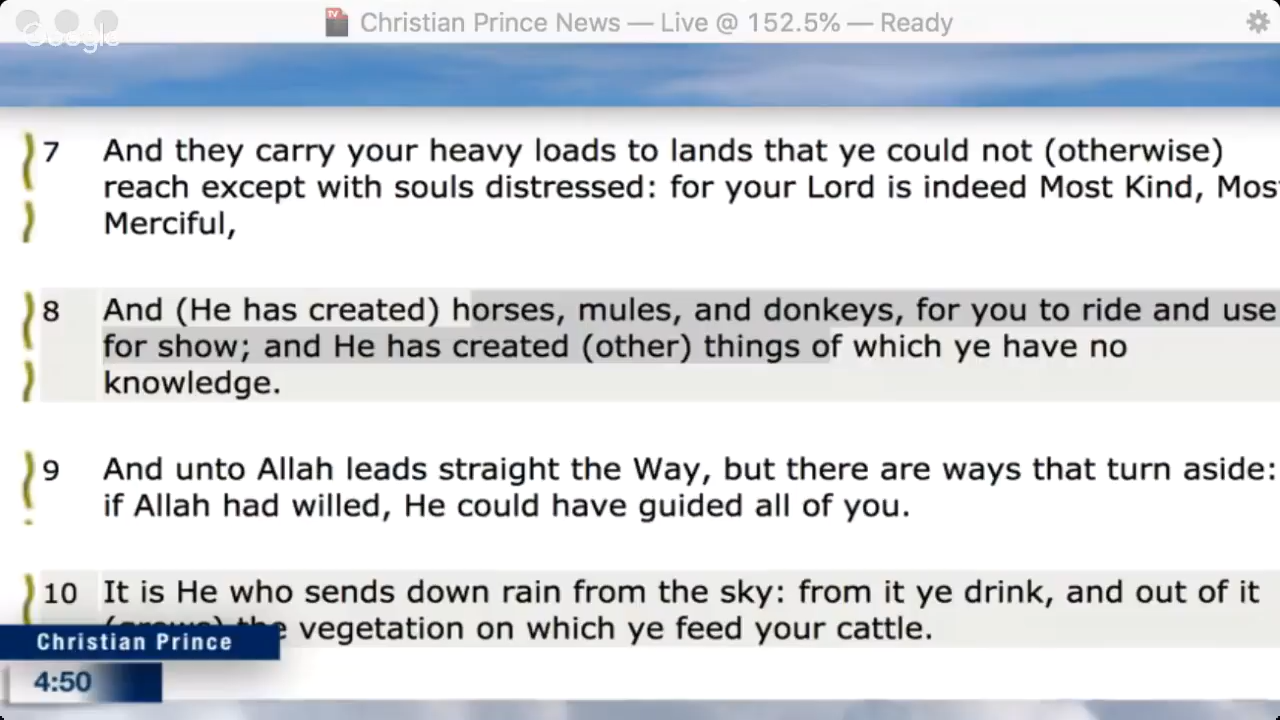 Christian Prince News — Live @ 152.5% — Ready
Google
7 And they carry your heavy loads to lands that ye could not (otherwise)
reach except with souls distressed: for your Lord is indeed Most Kind, Mos
Merciful,
8 And (He has created) horses, mules, and donkeys, for you to ride and use
for show; and He has created (other) things of which ye have no
knowledge.
9 And unto Allah leads straight the Way, but there are ways that turn aside:
if Allah had willed, He could have guided all of you.
10 It is He who sends down rain from the sky: from it ye drink, and out of it
the vegetation on which ye feed your cattle.
Christian Prince
4:50